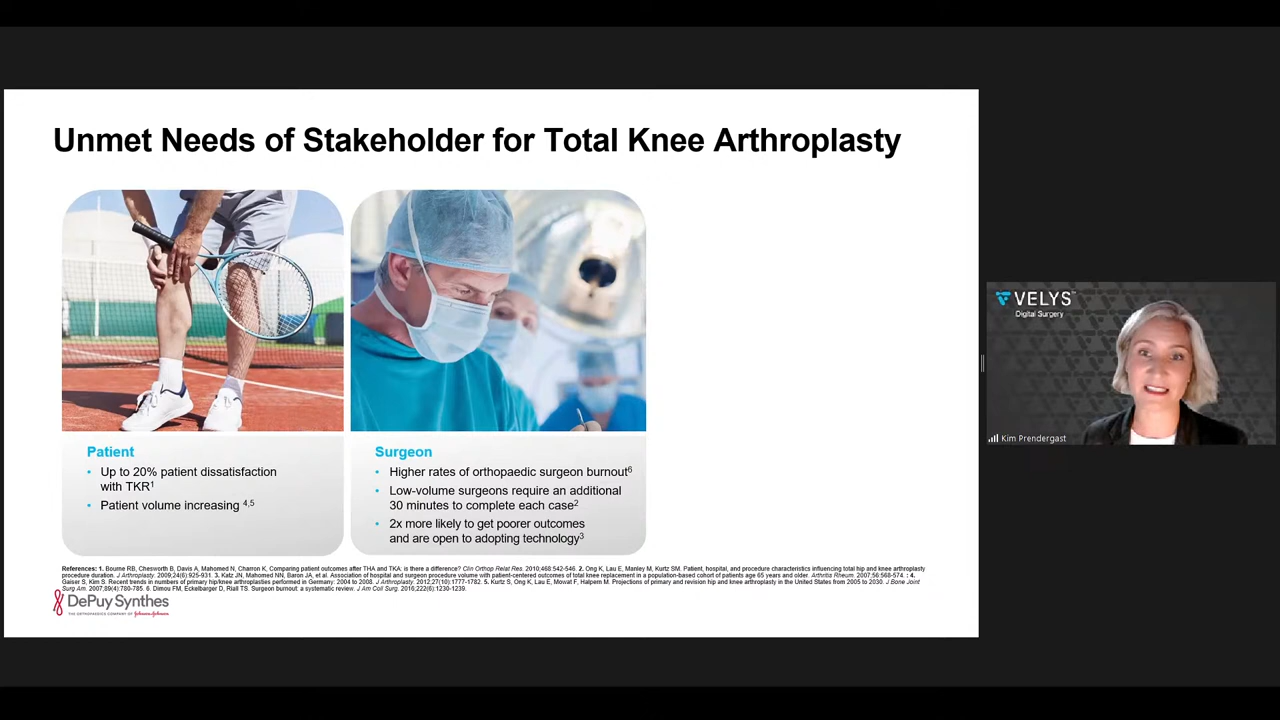 Unmet Needs of Stakeholder for Total Knee Arthroplasty
Patient
• Up to 20% patient dissatisfaction
with TKR1
• Patient volume increasing 4,5
Surgeon
• Higher rates of orthopaedic surgeon burnout6
• Low-volume surgeons require an additional
30 minutes to complete each case2
• 2x more likely to get poorer outcomes
and are open to adopting technology3
References: 1. Bourne RB, Chesworth B, Davis A, Mahomed N, Charron K, Comparing patient outcomes after THA and TKA: is there a difference? Clin Orthop Relat Res. 2010;468:542-546. 2. Ong K, Lau E, Manley M, Kurtz SM. Patient, hospital, and procedure characteristics influencing total hip and knee arthroplasty
procedure duration. J Arthroplasty. 2009;24(6):925-931. 3. Katz JN, Mahomed NN, Baron JA, et al. Association of hospital and surgeon procedure volume with patient-centered outcomes of total knee replacement in a population-based cohort of patients age 65 years and older. Arthritis Rheum. 2007;56:568-574. : 4.
Gaiser S, Kim S. Recent trends in numbers of primary hip/knee arthroplasties performed in Germany: 2004 to 2008. J Arthroplasty. 2012;27(10):1777-1782. 5. Kurtz S, Ong K, Lau E, Mowat F, Halpern M. Projections of primary and revision hip and knee arthroplasty in the United States from 2005 to 2030. J Bone Joint
Surg Am. 2007;89(4):780-785. 6. Dimou FM, Eckelbarger D, Riall TS. Surgeon burnout: a systematic review. J Am Coll Surg. 2016;222(6):1230-1239.
DePuy Synthes
THE ORTHOPAEDICS COMPANY OF Johnson & Johnson
VELYS™
Digital Surgery
Kim Prendergast